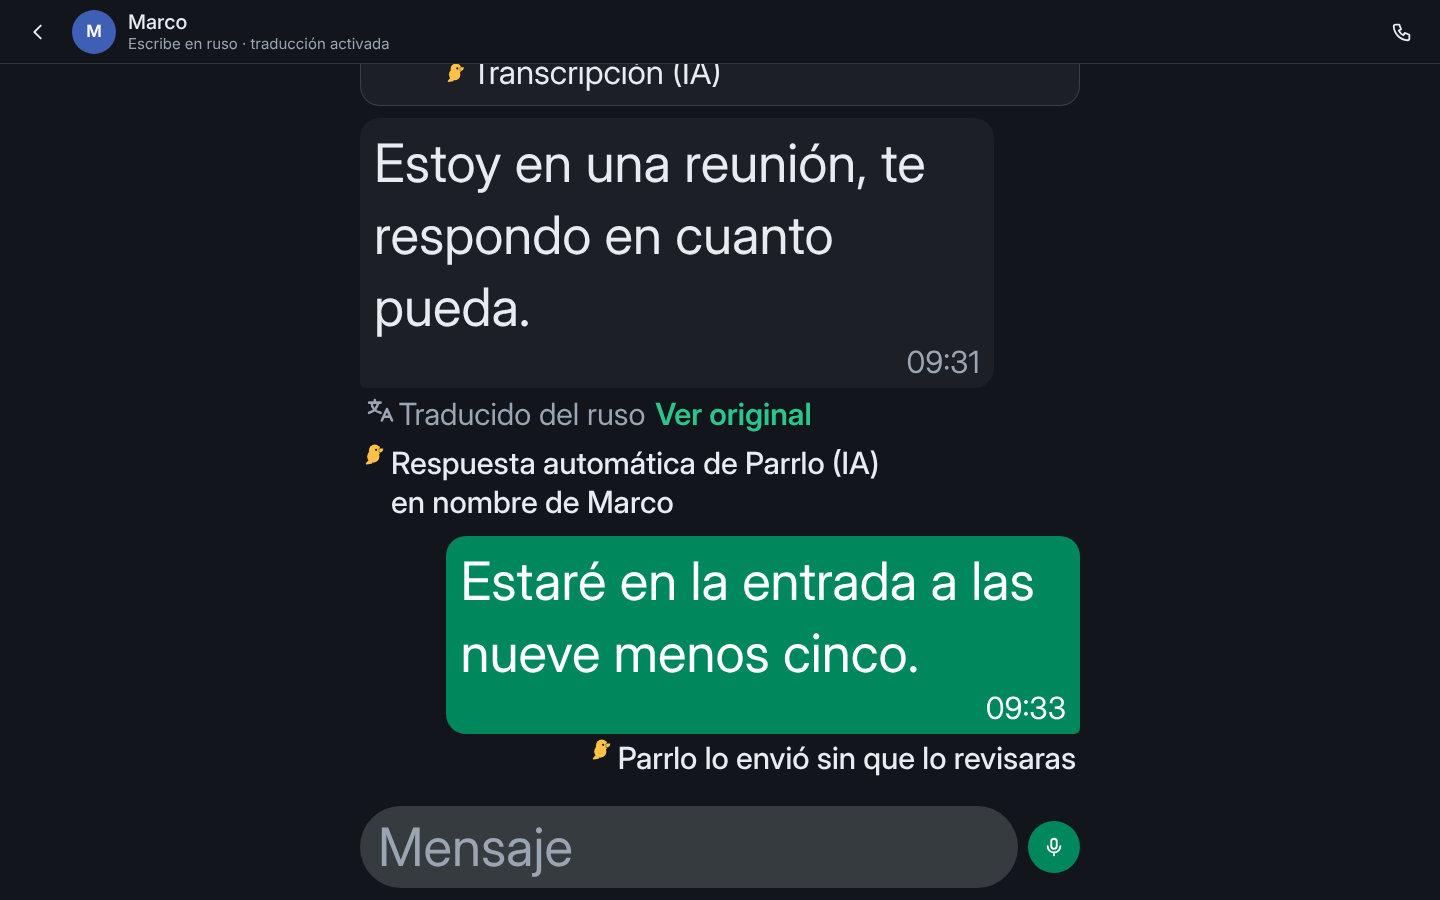 M
Marco
Escribe en ruso · traducción activada
Transcripción (IA)
Estoy en una reunión, te
respondo en cuanto
pueda.
09:31
Traducido del ruso Ver original
Respuesta automática de Parrlo (IA)
en nombre de Marco
Estaré en la entrada a las
nueve menos cinco.
09:33
Parrlo lo envió sin que lo revisaras
Mensaje